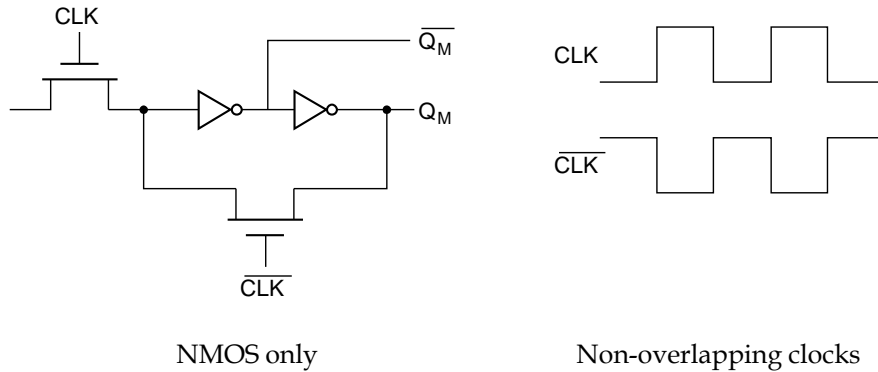 CLK
Q̅M̅
QM
C̅L̅K̅
NMOS only
CLK
C̅L̅K̅
Non-overlapping clocks